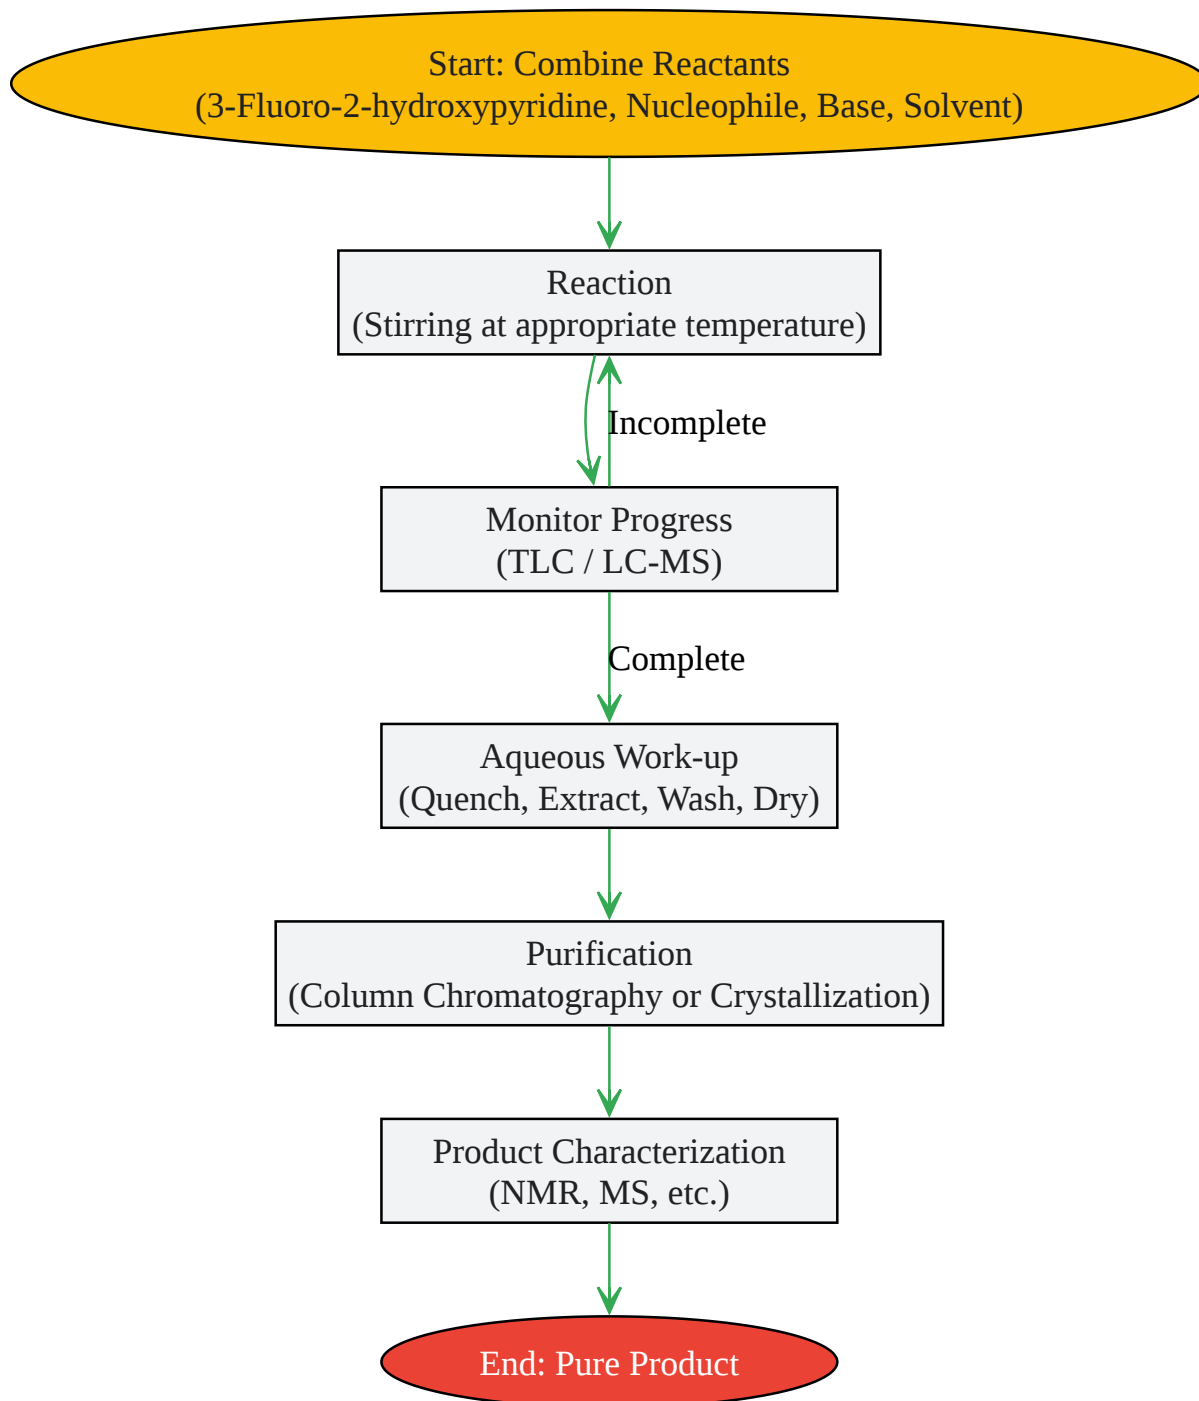 Start: Combine Reactants
(3-Fluoro-2-hydroxypyridine, Nucleophile, Base, Solvent)
Reaction
(Stirring at appropriate temperature)
Incomplete
Monitor Progress
(TLC / LC-MS)
Complete
Aqueous Work-up
(Quench, Extract, Wash, Dry)
Purification
(Column Chromatography or Crystallization)
Product Characterization
(NMR, MS, etc.)
End: Pure Product